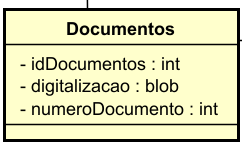 Documentos
- idDocumentos : int
- digitalizacao : blob
- numeroDocumento : int